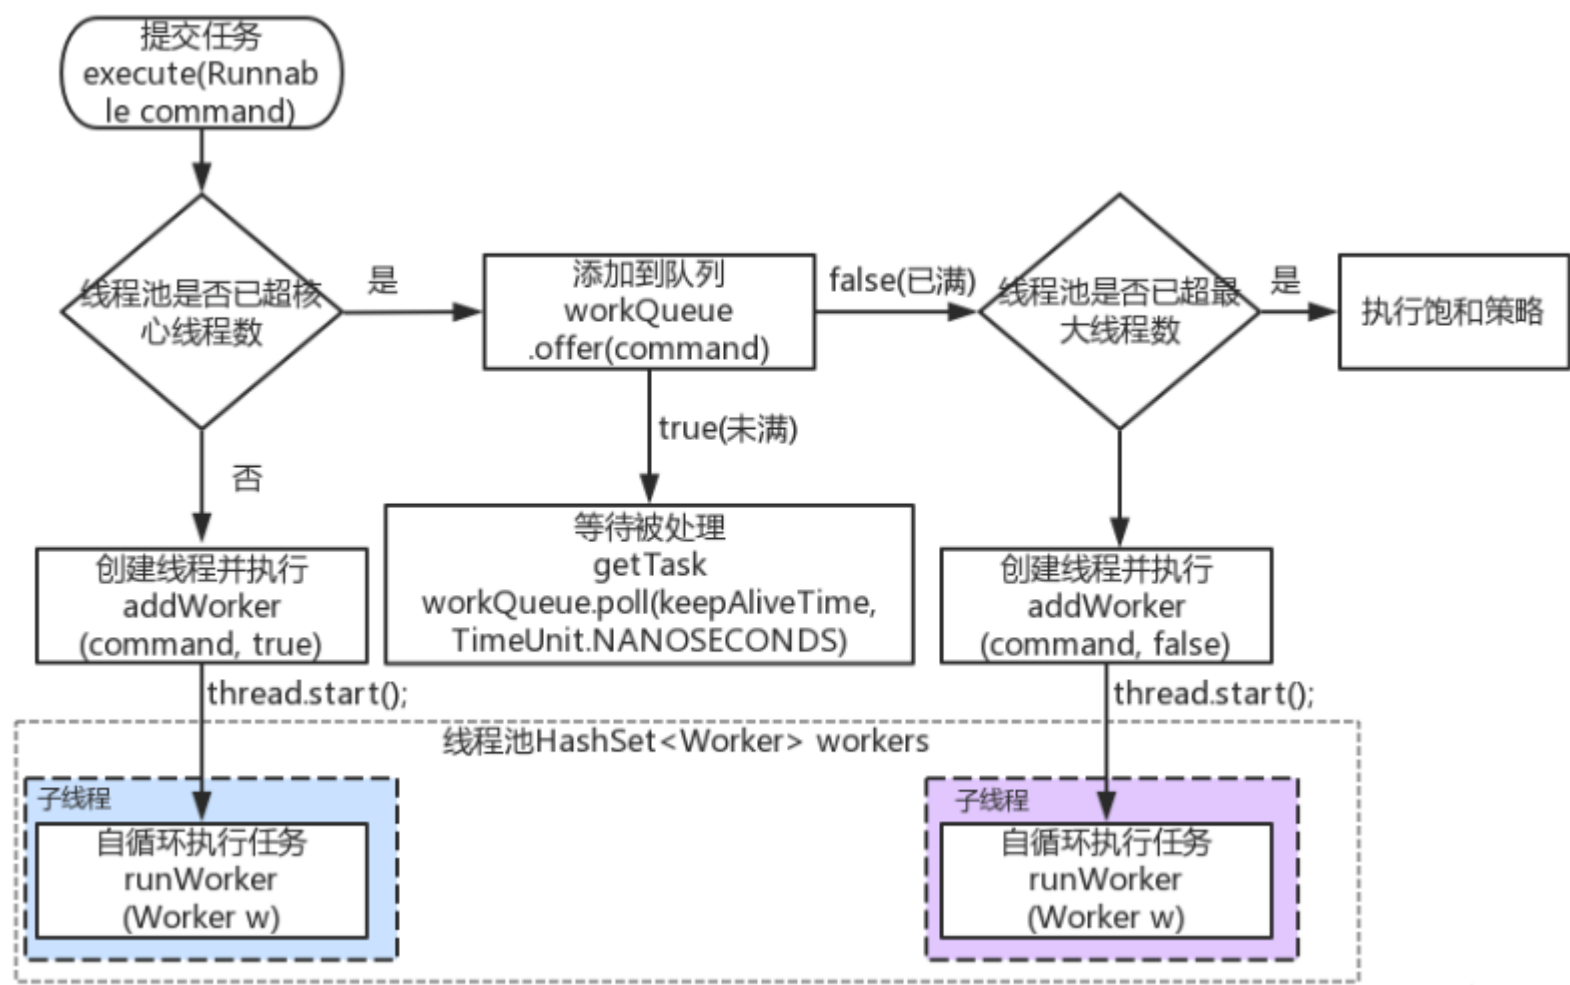 提交任务
execute(Runnab
le command)
线程池是否已超核
心线程数
是
添加到队列
workQueue
.offer(command)
false(已满)
线程池是否已超最
大线程数
是
执行饱和策略
否
true(未满)
创建线程并执行
addWorker
(command, true)
等待被处理
getTask
workQueue.poll(keepAliveTime,
TimeUnit.NANOSECONDS)
创建线程并执行
addWorker
(command, false)
thread.start();
thread.start();
线程池HashSet<Worker> workers
子线程
自循环执行任务
runWorker
(Worker w)
子线程
自循环执行任务
runWorker
(Worker w)